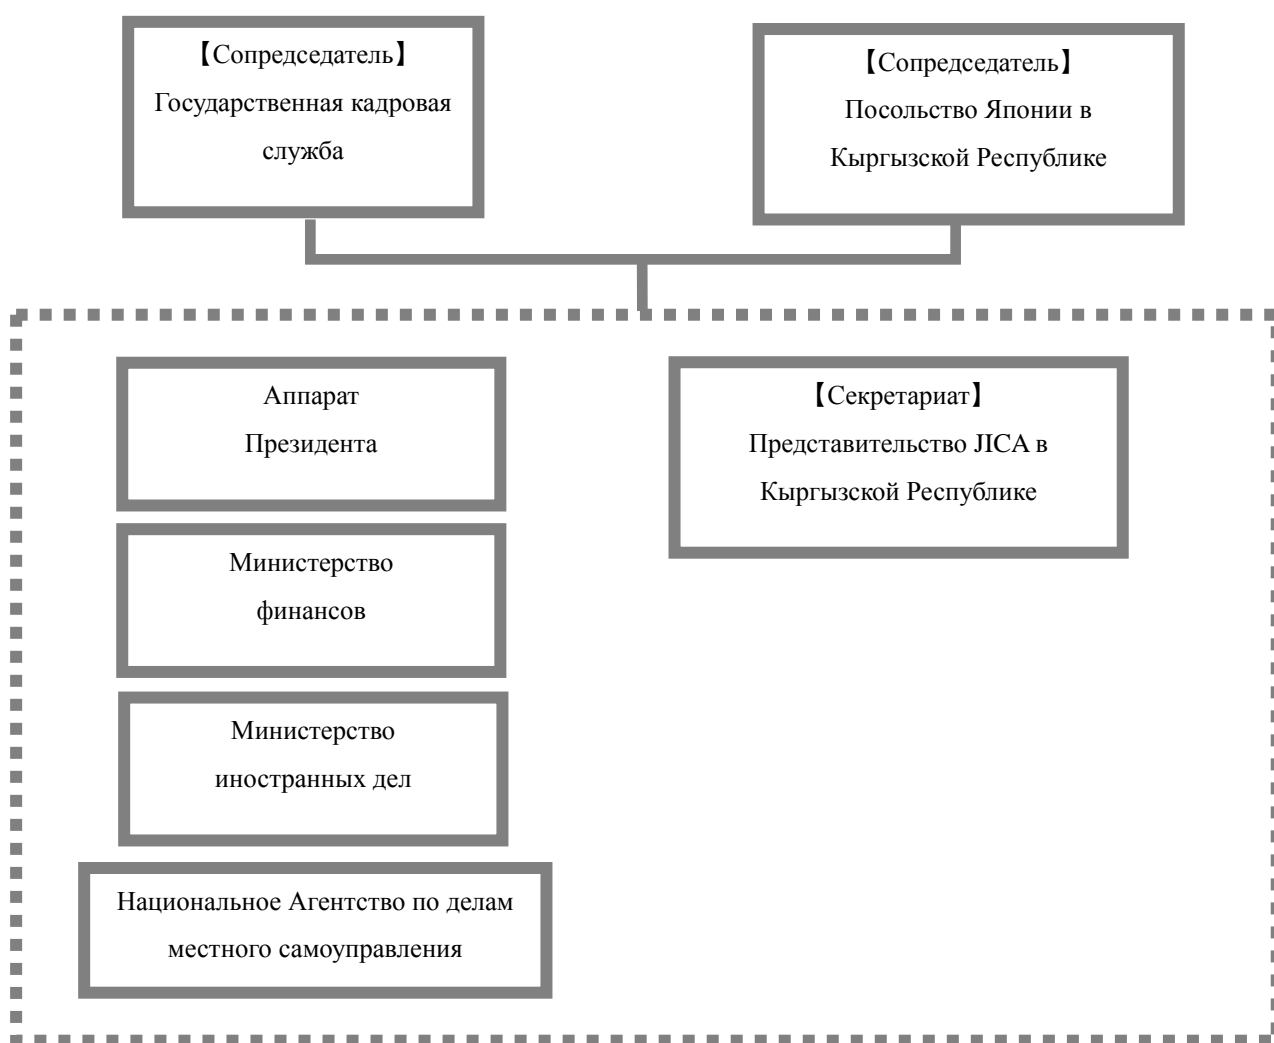 【Сопредседатель】
Государственная кадровая
служба
【Сопредседатель】
Посольство Японии в
Кыргызской Республике
Аппарат
Президента
Министерство
финансов
Министерство
иностранных дел
Национальное Агентство по делам
местного самоуправления
【Секретариат】
Представительство JICA в
Кыргызской Республике